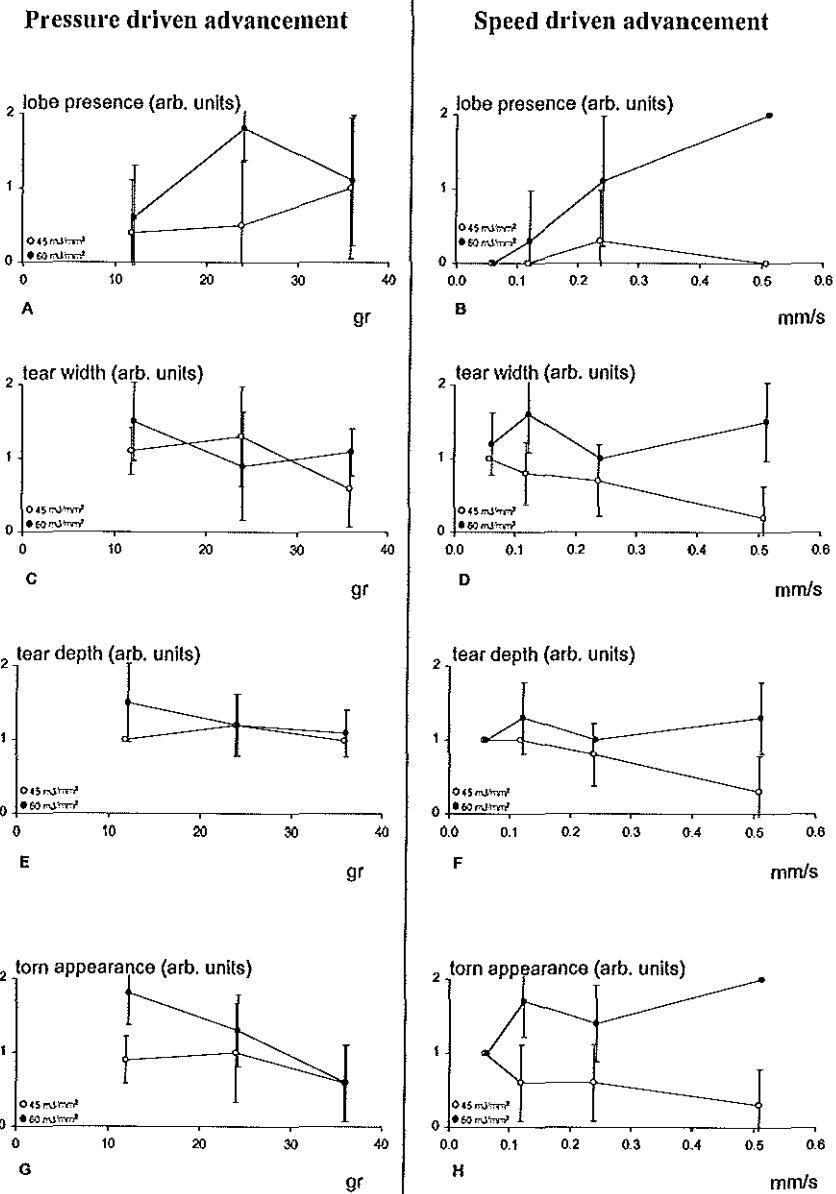 Pressure driven advancement
Speed driven advancement
lobe presence (arb. units)
2
1
0
45 mJ/mm²
60 mJ/mm²
0 10 20 30 40
A
gr
lobe presence (arb. units)
2
1
0
45 mJ/mm²
60 mJ/mm²
0.0 0.1 0.2 0.3 0.4 0.5 0.6
B
mm/s
tear width (arb. units)
2
1
0
45 mJ/mm²
60 mJ/mm²
0 10 20 30 40
C
gr
tear width (arb. units)
2
1
0
45 mJ/mm²
60 mJ/mm²
0.0 0.1 0.2 0.3 0.4 0.5 0.6
D
mm/s
tear depth (arb. units)
2
1
0
45 mJ/mm²
60 mJ/mm²
0 10 20 30 40
E
gr
tear depth (arb. units)
2
1
0
45 mJ/mm²
60 mJ/mm²
0.0 0.1 0.2 0.3 0.4 0.5 0.6
F
mm/s
torn appearance (arb. units)
2
1
0
45 mJ/mm²
60 mJ/mm²
0 10 20 30 40
G
gr
torn appearance (arb. units)
2
1
0
45 mJ/mm²
60 mJ/mm²
0.0 0.1 0.2 0.3 0.4 0.5 0.6
H
mm/s